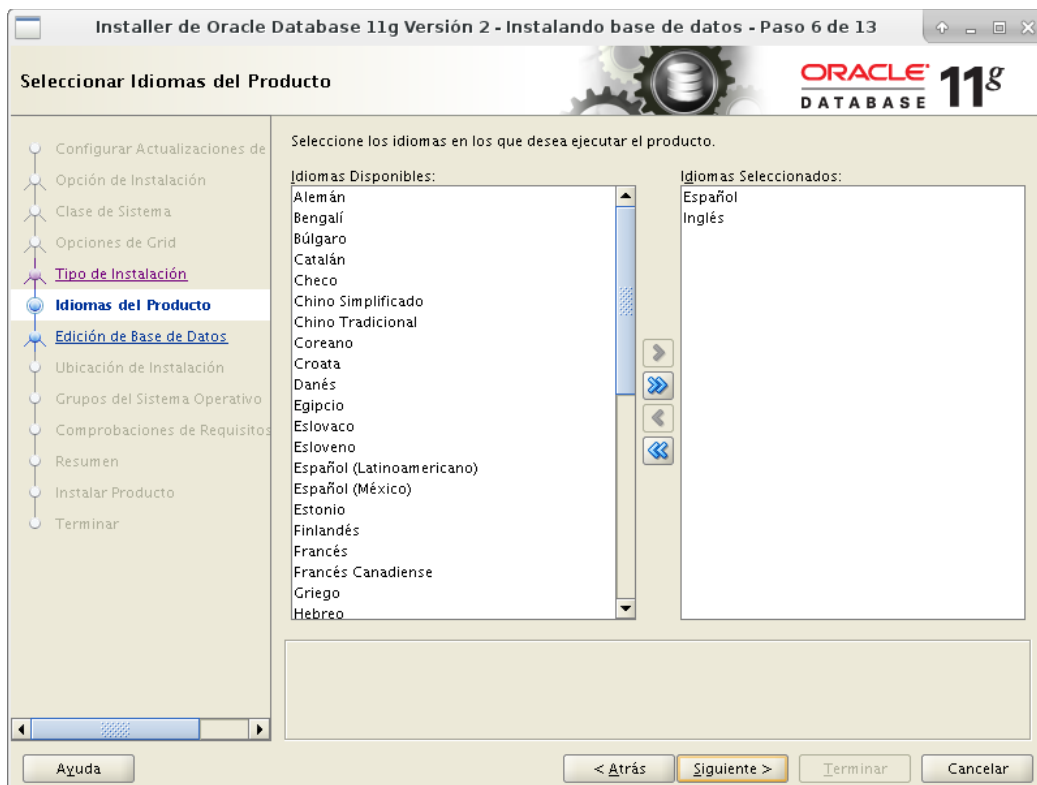 Installer de Oracle Database 11g Versión 2 - Instalando base de datos - Paso 6 de 13
Seleccionar Idiomas del Producto
ORACLE
DATABASE
11g
Configurar Actualizaciones de
Opción de Instalación
Clase de Sistema
Opciones de Grid
Tipo de Instalación
Idiomas del Producto
Edición de Base de Datos
Ubicación de Instalación
Grupos del Sistema Operativo
Comprobaciones de Requisitos
Resumen
Instalar Producto
Terminar
Seleccione los idiomas en los que desea ejecutar el producto.
Idiomas Disponibles:
Alemán
Bengalí
Búlgaro
Catalán
Checo
Chino Simplificado
Chino Tradicional
Coreano
Croata
Danés
Egipcio
Eslovaco
Esloveno
Español (Latinoamericano)
Español (México)
Estonio
Finlandés
Francés
Francés Canadiense
Griego
Hebreo
Idiomas Seleccionados:
Español
Inglés
Ayuda
< Atrás
Siguiente >
Terminar
Cancelar